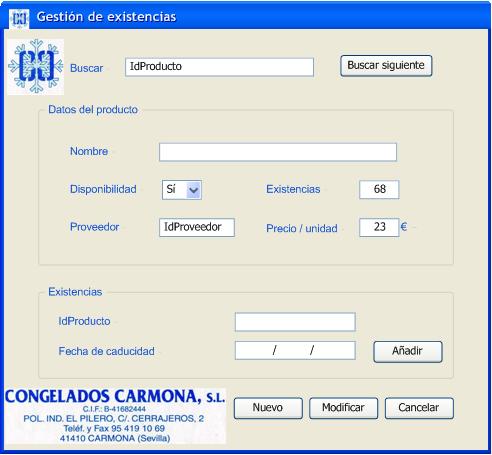 Gestión de existencias
Buscar IdProducto Buscar siguiente
Datos del producto
Nombre
Disponibilidad Sí Existencias 68
Proveedor IdProveedor Precio / unidad 23 €
Existencias
IdProducto
Fecha de caducidad / / Añadir
CONGELADOS CARMONA, S.L.
C.I.F.: B-41682444
POL. IND. EL PILERO, C/. CERRAJEROS, 2
Teléf. y Fax 95 419 10 69
41410 CARMONA (Sevilla)
Nuevo Modificar Cancelar